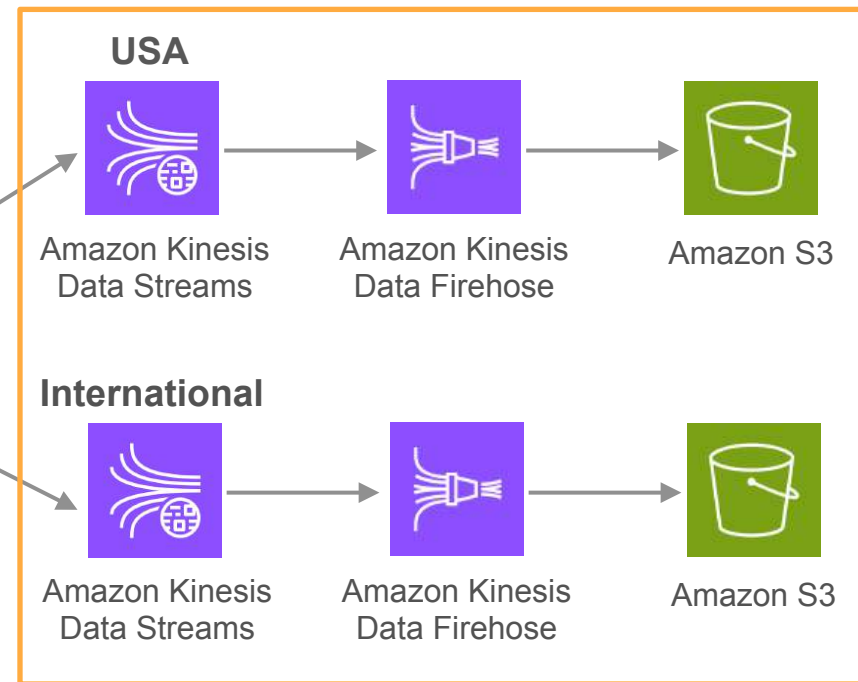 USA
Amazon Kinesis
Data Streams
Amazon Kinesis
Data Firehose
Amazon S3
International
Amazon Kinesis
Data Streams
Amazon Kinesis
Data Firehose
Amazon S3